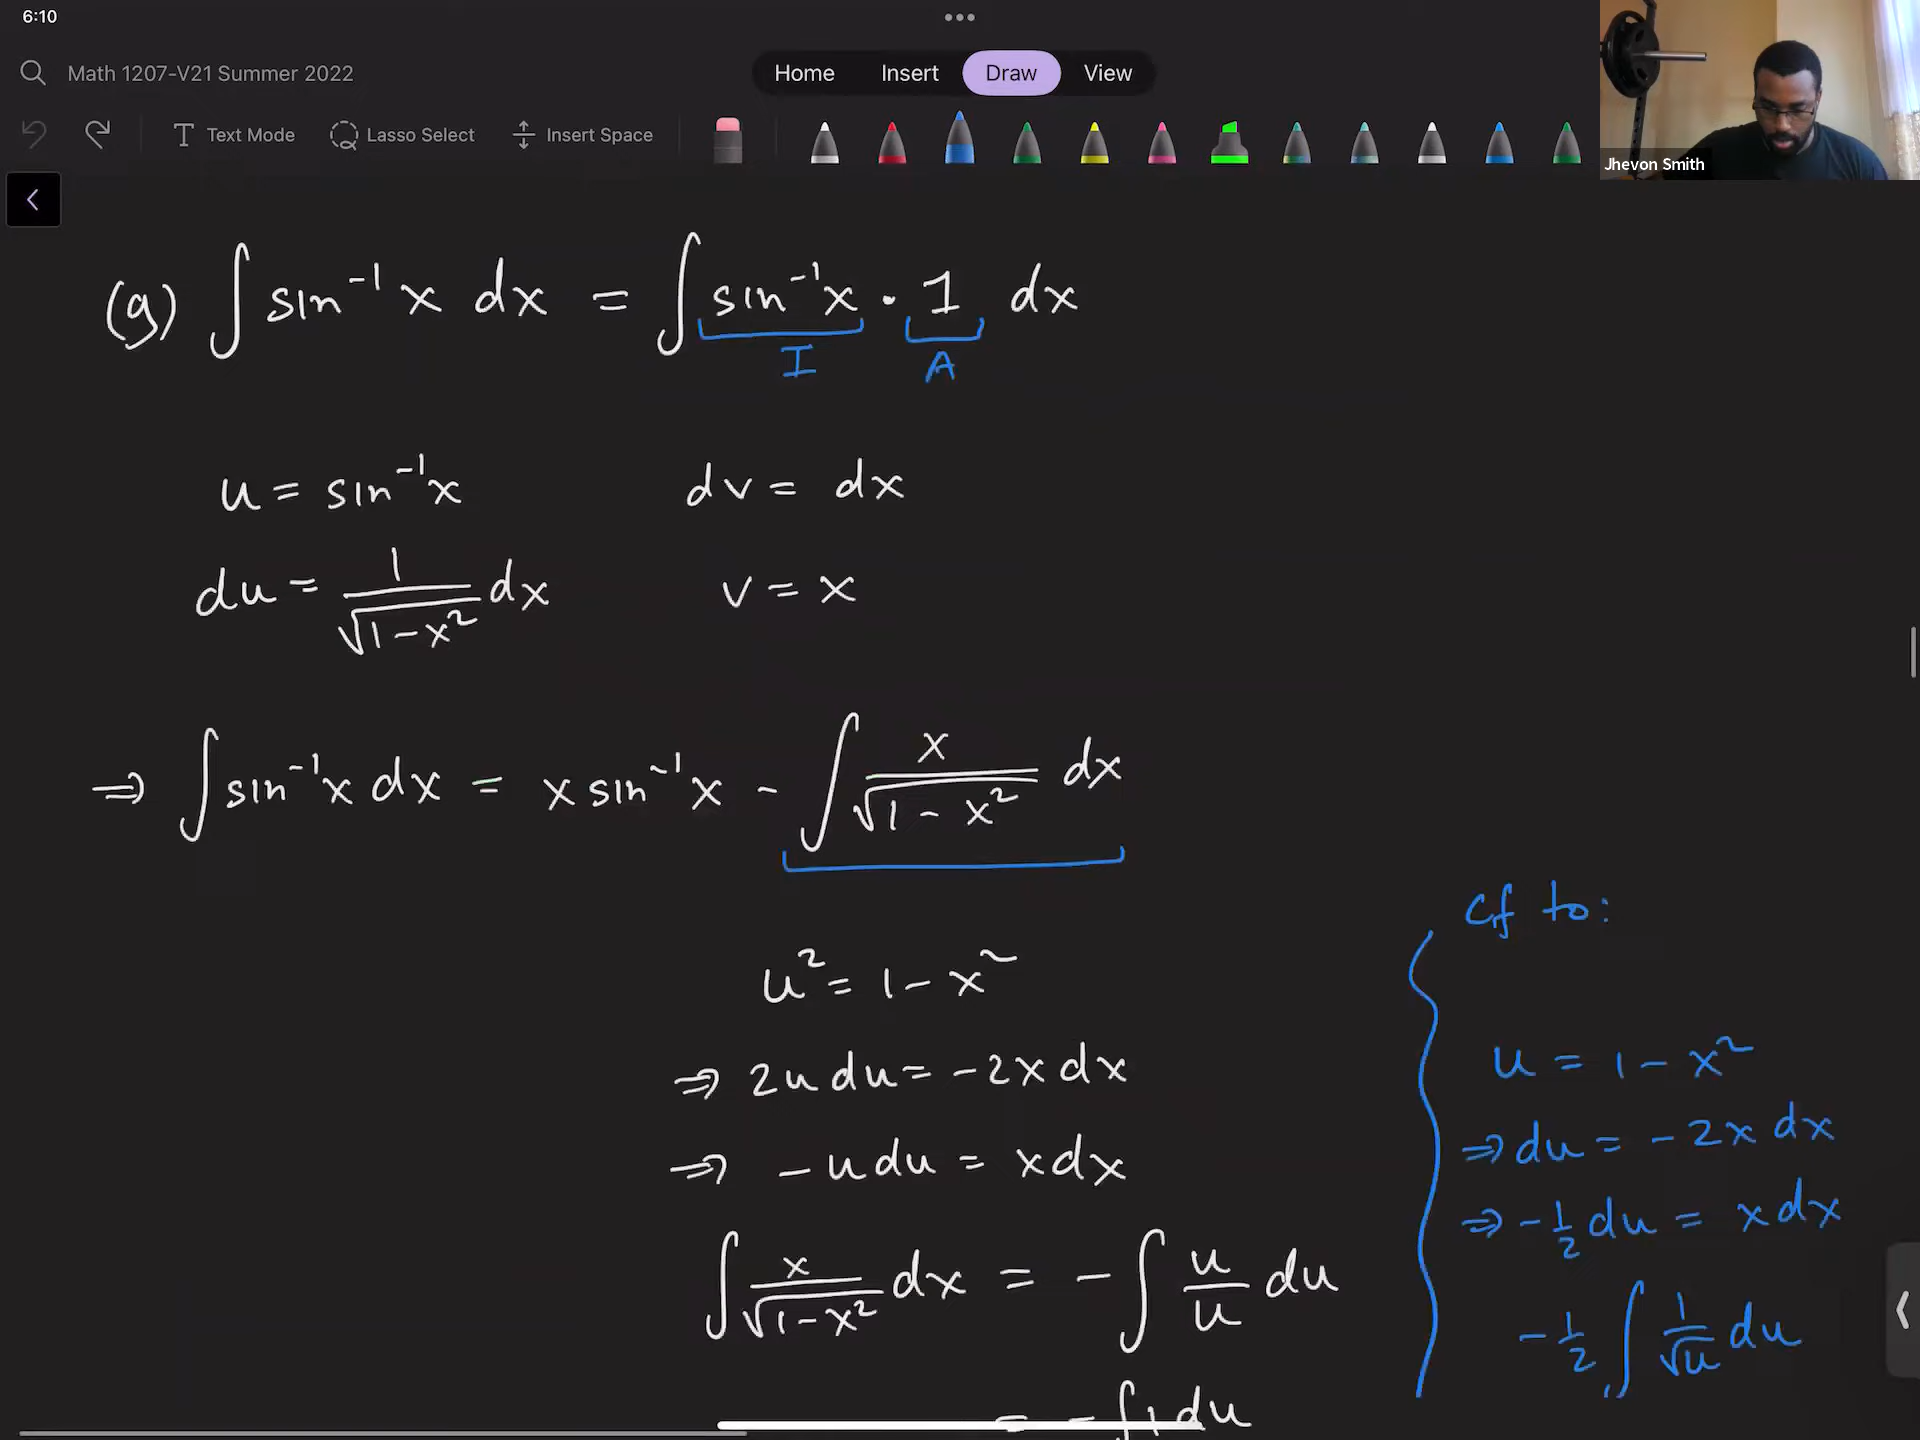 6:10
Math 1207-V21 Summer 2022
Home Insert Draw View
Text Mode Lasso Select Insert Space
Jhevon Smith
(g) ∫ sin⁻¹ x dx = ∫ sin⁻¹x · 1 dx
I A
u = sin⁻¹x dv = dx
du = 1/√(1-x²) dx v = x
⇒ ∫ sin⁻¹x dx = x sin⁻¹x - ∫ x/√(1-x²) dx
u² = 1 - x²
⇒ 2u du = -2x dx
⇒ -u du = x dx
∫ x/√(1-x²) dx = -∫ u/u du
= -∫ 1 du
cf to:
u = 1 - x²
⇒ du = -2x dx
⇒ -1/2 du = x dx
-1/2 ∫ 1/√u du